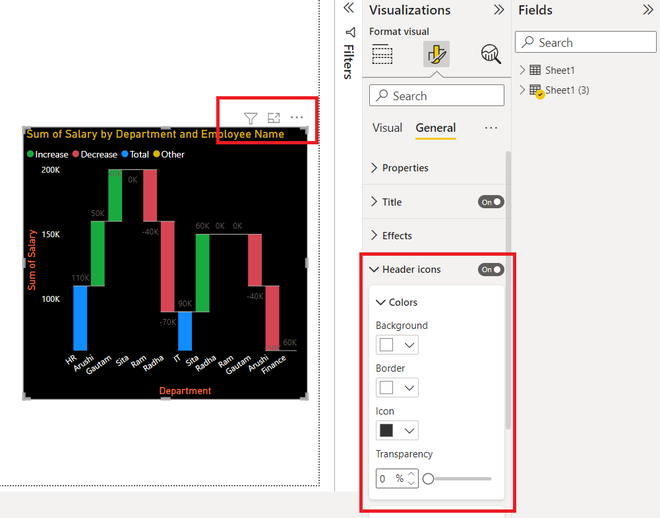 Visualizations
Fields
Format visual
Filters
Search
Search
Sheet1
Sheet1 (3)
Visual
General
Properties
Title
On
Effects
Header icons
On
Colors
Background
Border
Icon
Transparency
0 %
Sum of Salary by Department and Employee Name
Increase
Decrease
Total
Other
200K
150K
100K
Sum of Salary
110K
50K
0K
-40K
-70K
90K
60K
0K
0K
-40K
60K
HR
Arushi
Gautam
Sita
Ram
Radha
IT
Sita
Radha
Ram
Gautam
Arushi
Finance
Department